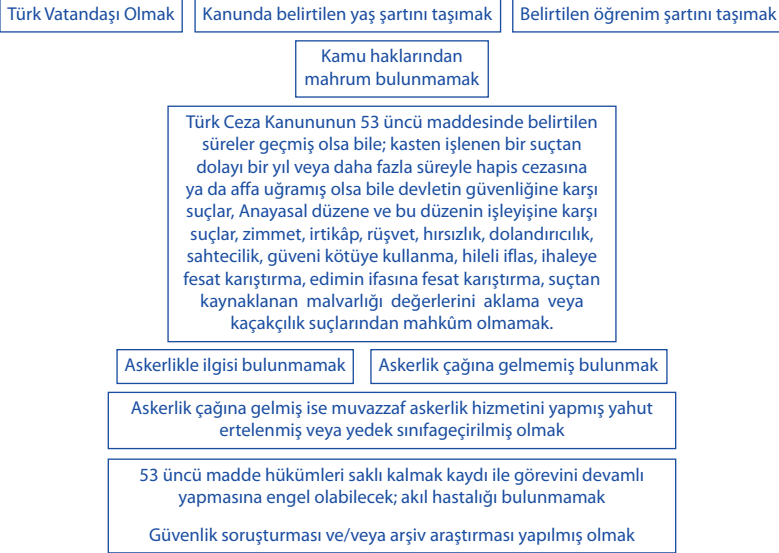 Türk Vatandaşı Olmak
Kanunda belirtilen yaş şartını taşımak
Belirtilen öğrenim şartını taşımak
Kamu haklarından
mahrum bulunmamak
Türk Ceza Kanununun 53 üncü maddesinde belirtilen
süreler geçmiş olsa bile; kasten işlenen bir suçtan
dolayı bir yıl veya daha fazla süreyle hapis cezasına
ya da affa uğramış olsa bile devletin güvenliğine karşı
suçlar, Anayasal düzene ve bu düzenin işleyişine karşı
suçlar, zimmet, irtikâp, rüşvet, hırsızlık, dolandırıcılık,
sahtecilik, güveni kötüye kullanma, hileli iflas, ihaleye
fesat karıştırma, edimin ifasına fesat karıştırma, suçtan
kaynaklanan malvarlığı değerlerini aklama veya
kaçakçılık suçlarından mahkûm olmamak.
Askerlikle ilgisi bulunmamak
Askerlik çağına gelmemiş bulunmak
Askerlik çağına gelmiş ise muvazzaf askerlik hizmetini yapmış yahut
ertelenmiş veya yedek sınıfageçirilmiş olmak
53 üncü madde hükümleri saklı kalmak kaydı ile görevini devamlı
yapmasına engel olabilecek; akıl hastalığı bulunmamak
Güvenlik soruşturması ve/veya arşiv araştırması yapılmış olmak